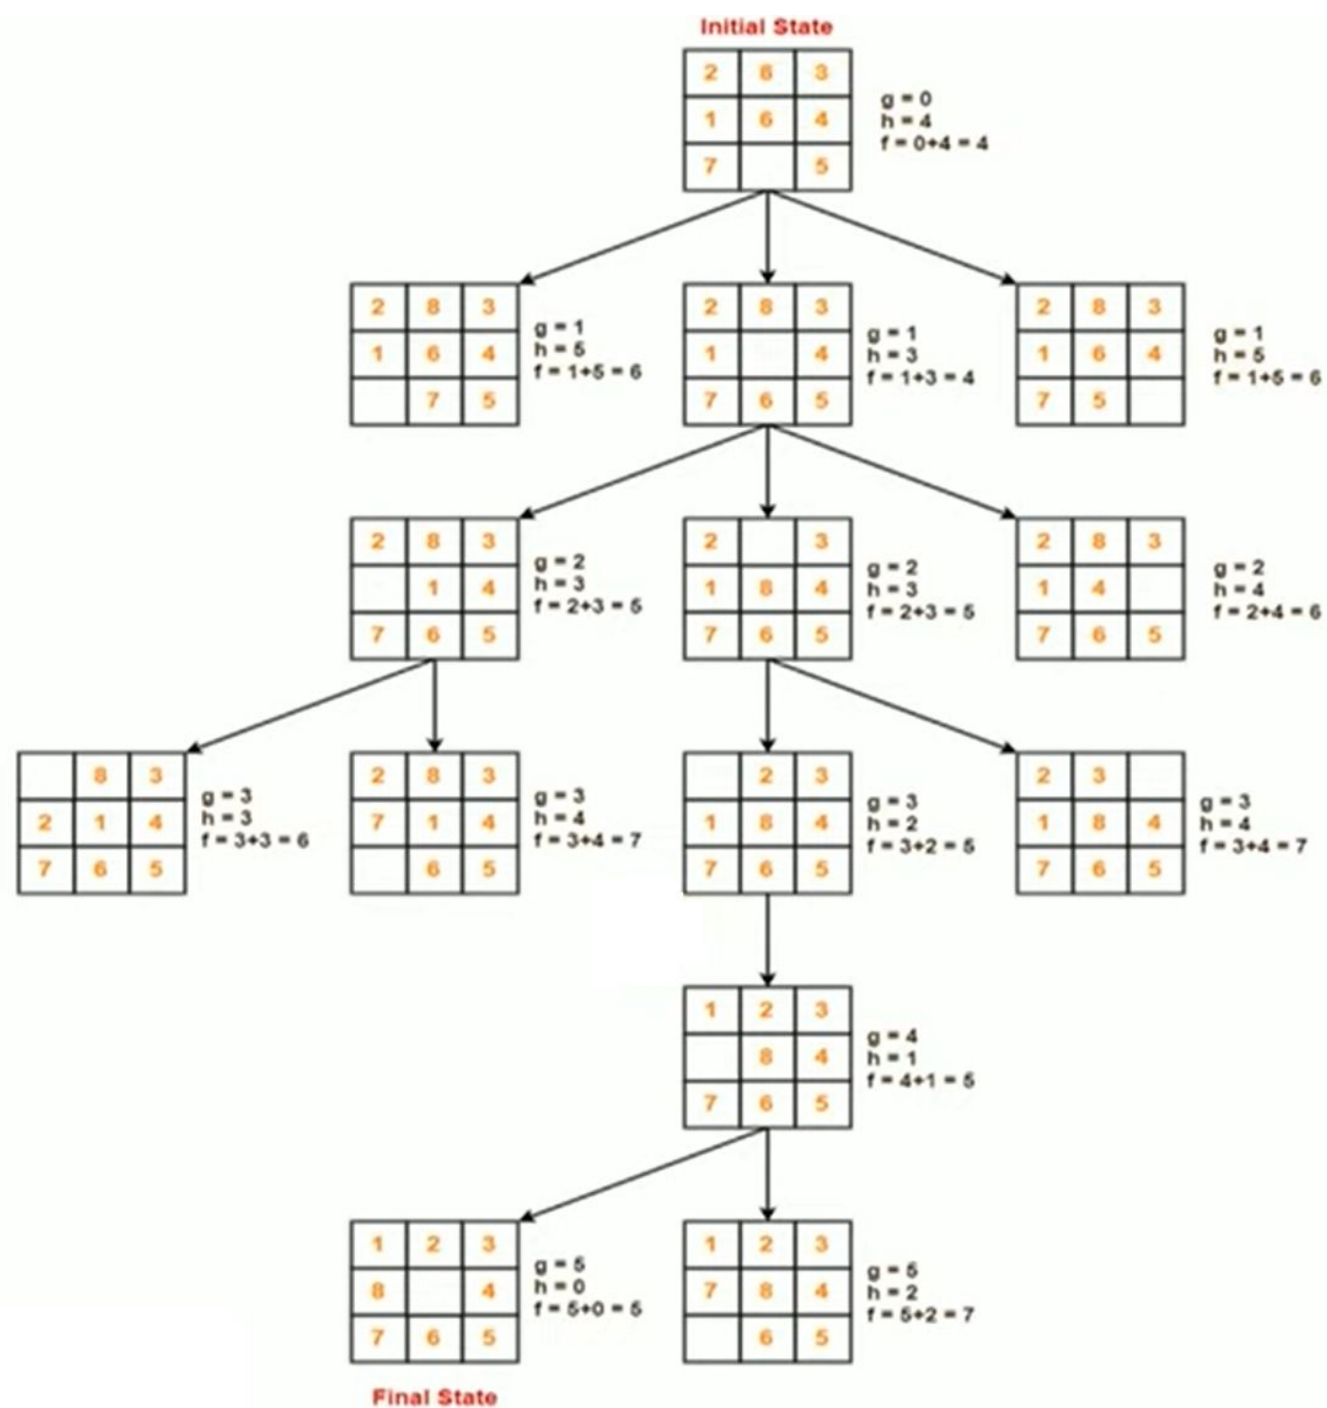 Initial State
2 8 3
1 6 4
7 5
g = 0
h = 4
f = 0+4 = 4
2 8 3
1 6 4
7 5
g = 1
h = 5
f = 1+5 = 6
2 8 3
1 4
7 6 5
g = 1
h = 3
f = 1+3 = 4
2 8 3
1 6 4
7 5
g = 1
h = 5
f = 1+5 = 6
2 8 3
1 4
7 6 5
g = 2
h = 3
f = 2+3 = 5
2 3
1 8 4
7 6 5
g = 2
h = 3
f = 2+3 = 5
2 8 3
1 4
7 6 5
g = 2
h = 4
f = 2+4 = 6
8 3
2 1 4
7 6 5
g = 3
h = 3
f = 3+3 = 6
2 8 3
7 1 4
6 5
g = 3
h = 4
f = 3+4 = 7
2 3
1 8 4
7 6 5
g = 3
h = 2
f = 3+2 = 5
2 3
1 8 4
7 6 5
g = 3
h = 4
f = 3+4 = 7
1 2 3
8 4
7 6 5
g = 4
h = 1
f = 4+1 = 5
1 2 3
8 4
7 6 5
g = 5
h = 0
f = 5+0 = 5
1 2 3
7 8 4
6 5
g = 5
h = 2
f = 5+2 = 7
Final State